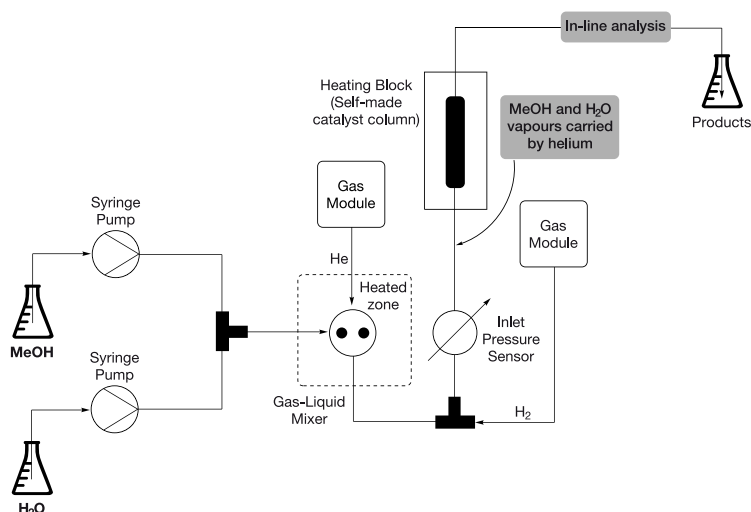 In-line analysis
Heating Block
(Self-made
catalyst column)
MeOH and H₂O
vapours carried
by helium
Products
Gas
Module
Gas
Module
Syringe
Pump
He
Heated
zone
MeOH
Inlet
Pressure
Sensor
Syringe
Pump
Gas-Liquid
Mixer
H₂
H₂O